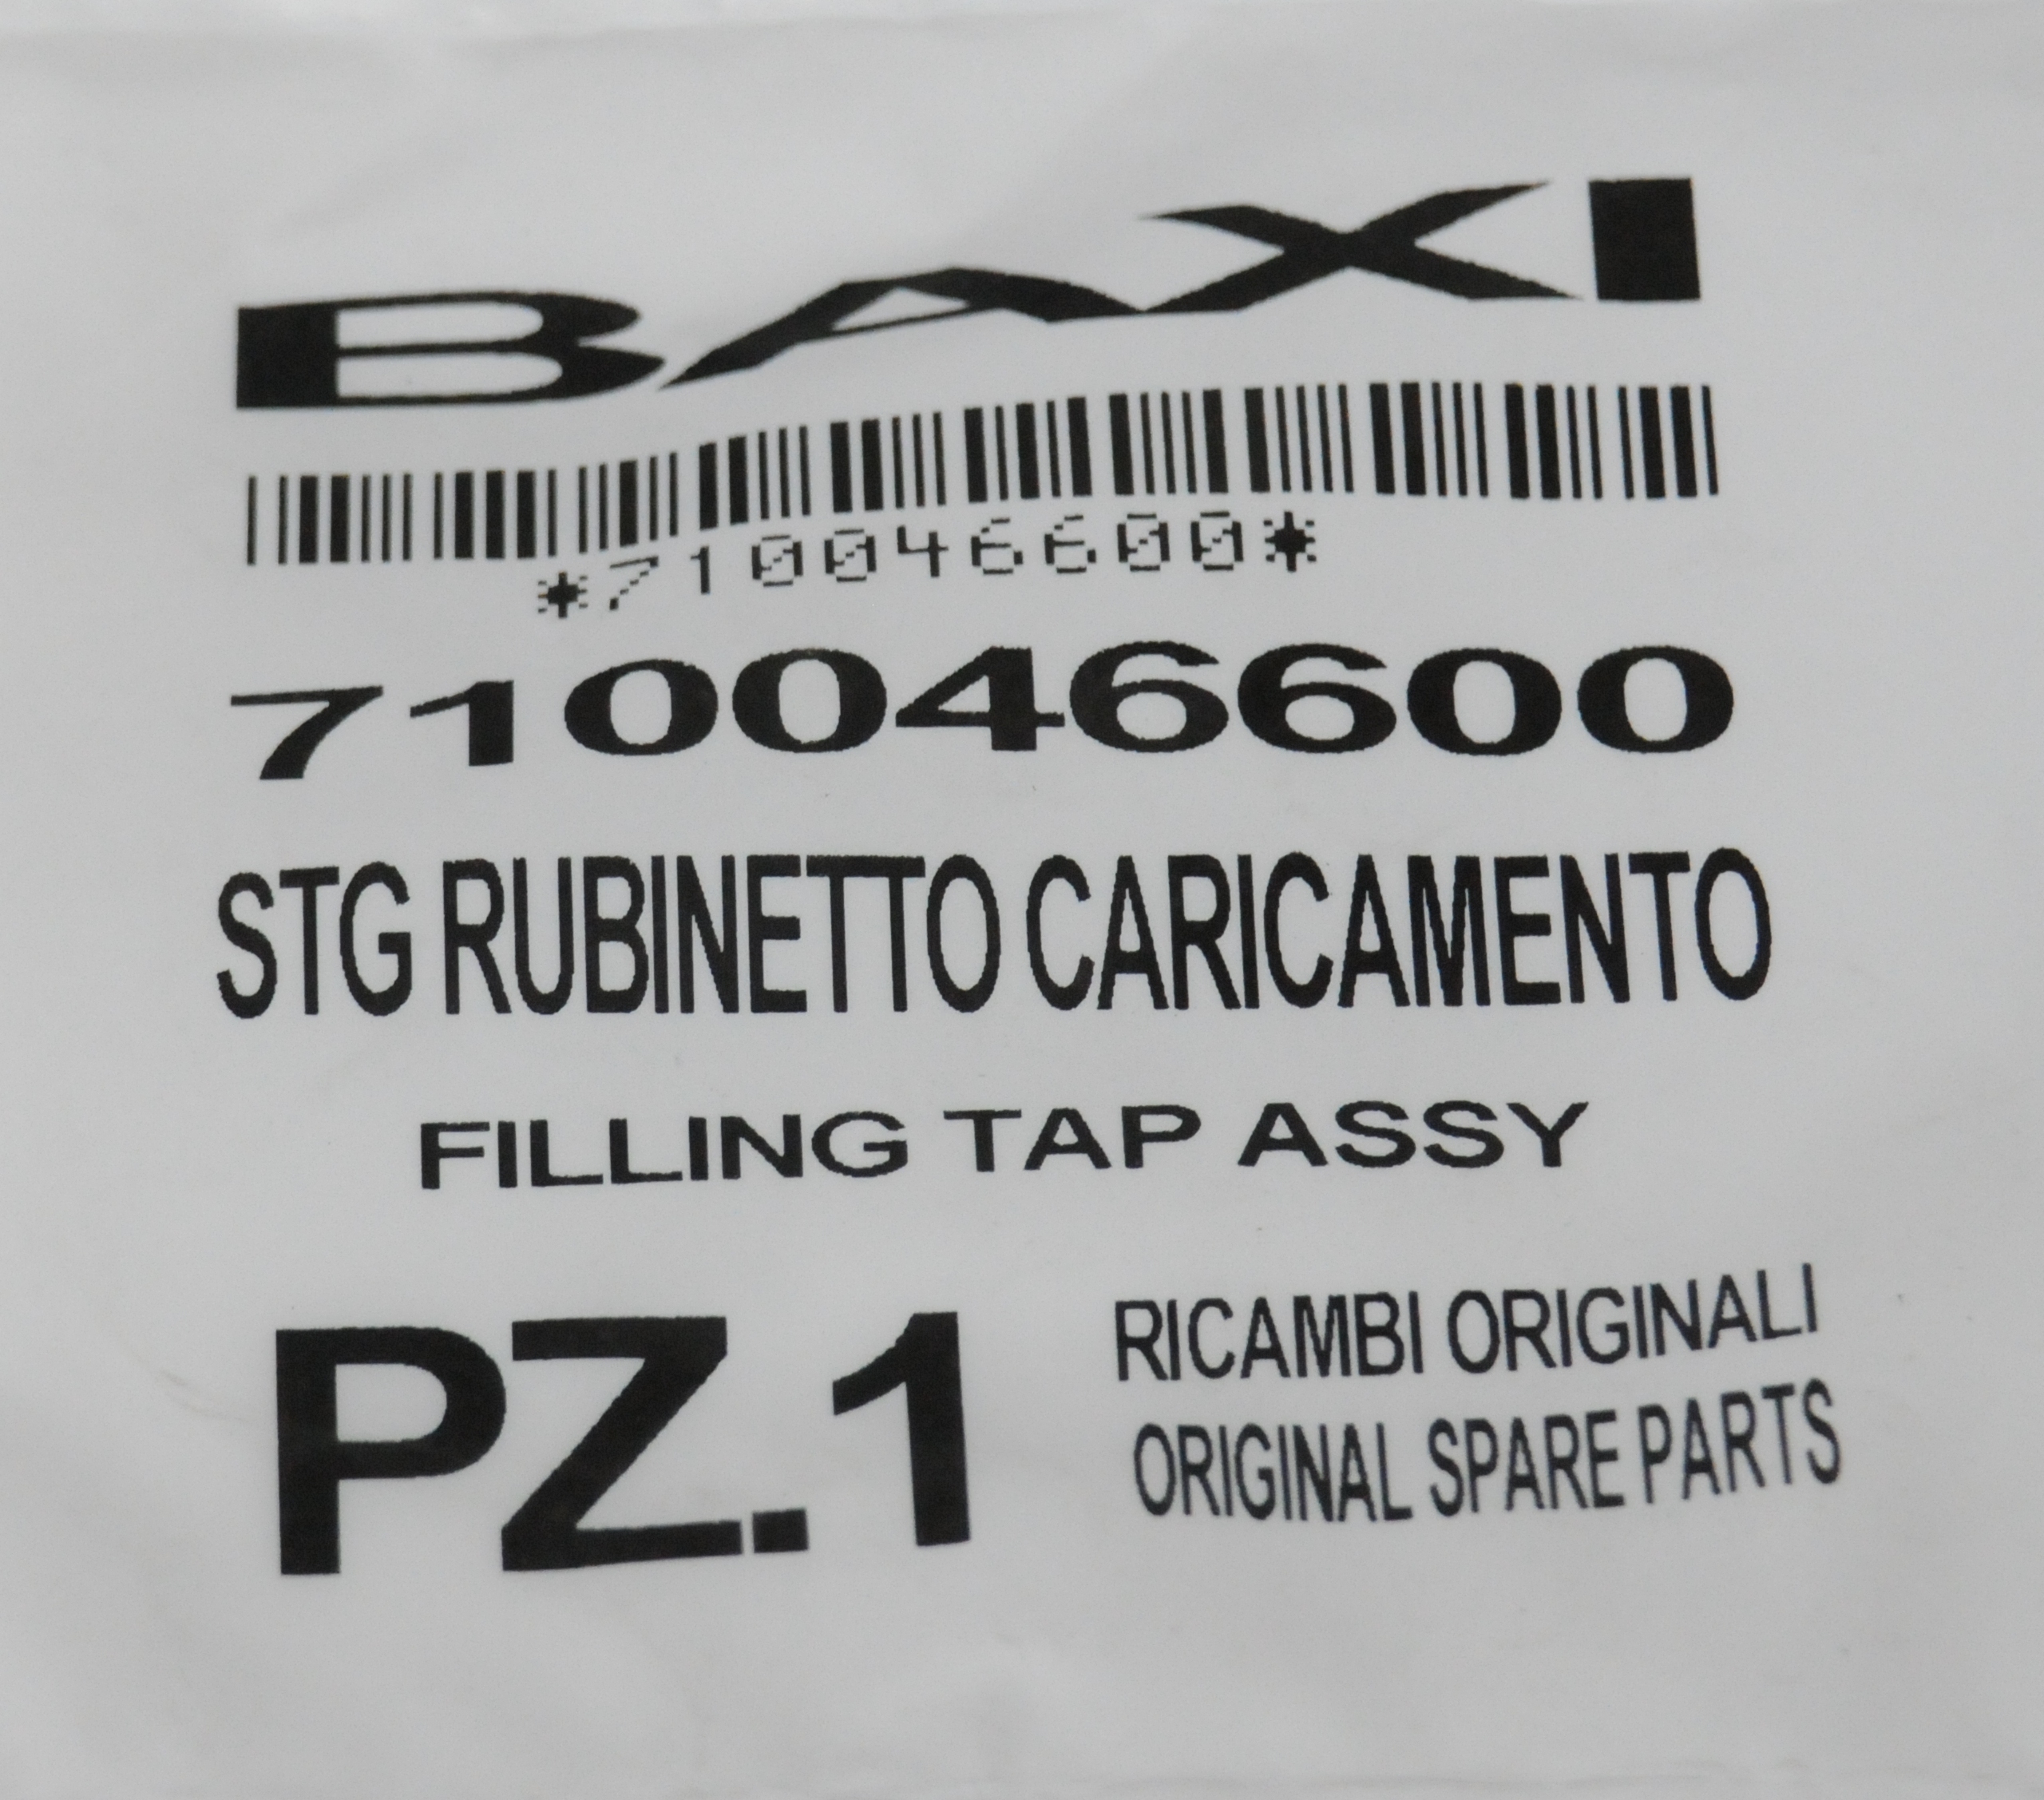 BAXI
*710046600*
710046600
STG RUBINETTO CARICAMENTO
FILLING TAP ASSY
PZ.1
RICAMBI ORIGINALI
ORIGINAL SPARE PARTS